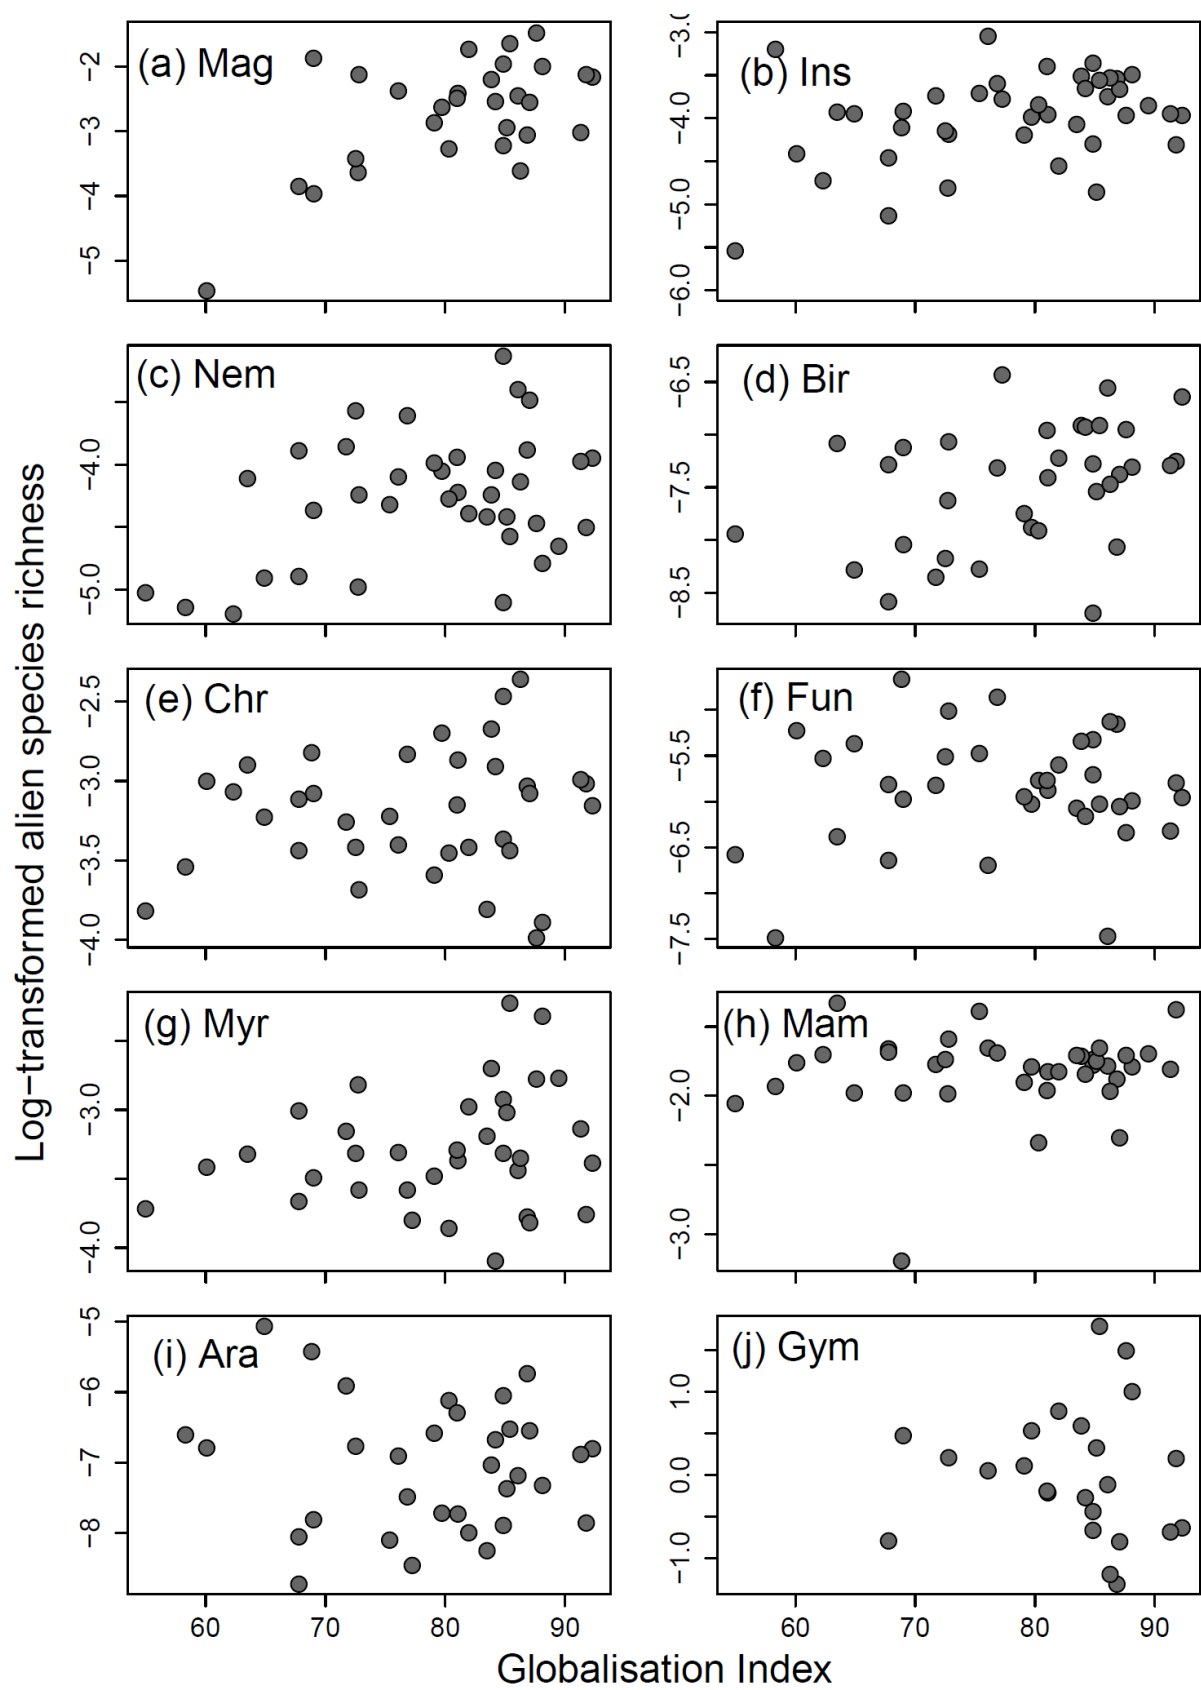 Log−transformed alien species richness
(a) Mag
−2
−3
−4
−5
(b) Ins
−3.0
−4.0
−5.0
−6.0
(c) Nem
−4.0
−5.0
(d) Bir
−6.5
−7.5
−8.5
(e) Chr
−2.5
−3.0
−3.5
−4.0
(f) Fun
−5.5
−6.5
−7.5
(g) Myr
−3.0
−4.0
(h) Mam
−2.0
−3.0
(i) Ara
−5
−6
−7
−8
60 70 80 90
(j) Gym
1.0
0.0
−1.0
60 70 80 90
Globalisation Index